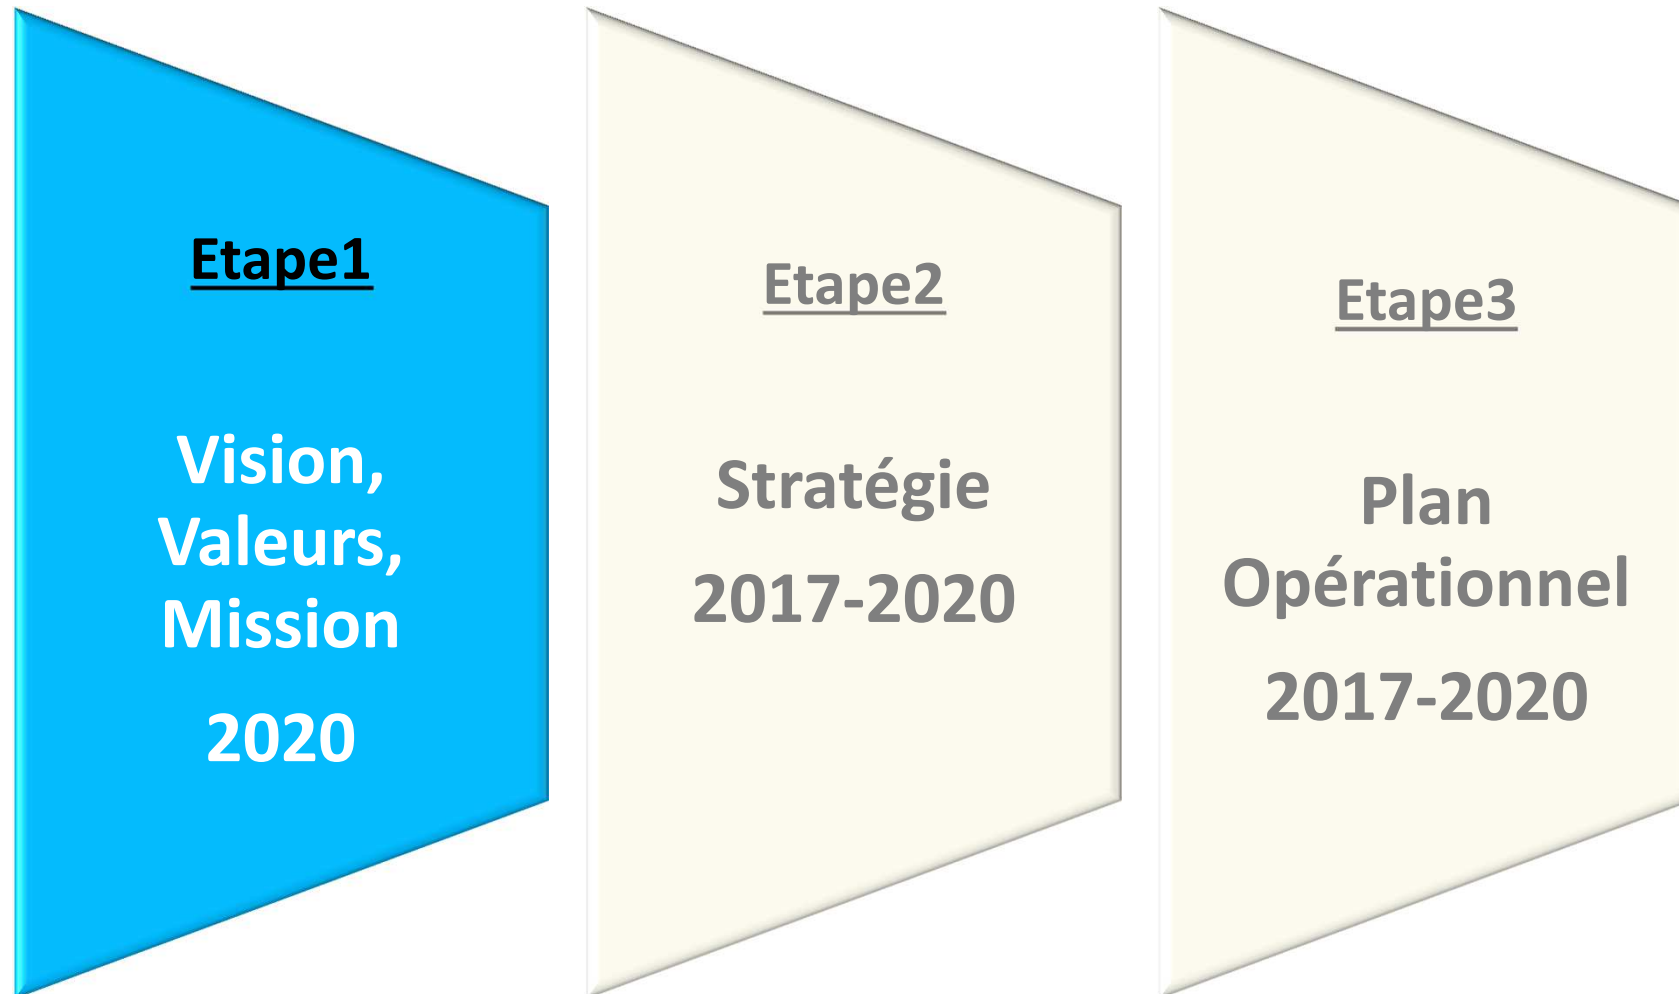 Etape1
Vision,
Valeurs,
Mission
2020
Etape2
Stratégie
2017-2020
Etape3
Plan
Opérationnel
2017-2020